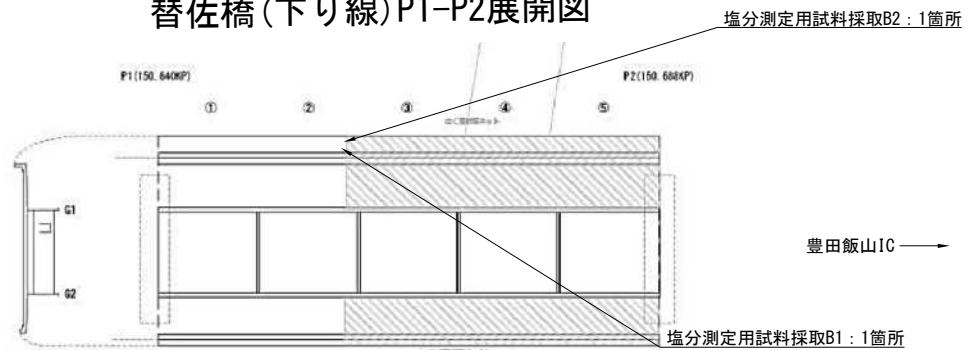 替佐橋(下り線)P1-P2展開図
塩分測定用試料採取B2：1箇所
P1(150.640KP)
P2(150.688KP)
① ② ③ ④ ⑤
G1
豊田飯山IC
G2
塩分測定用試料採取B1：1箇所